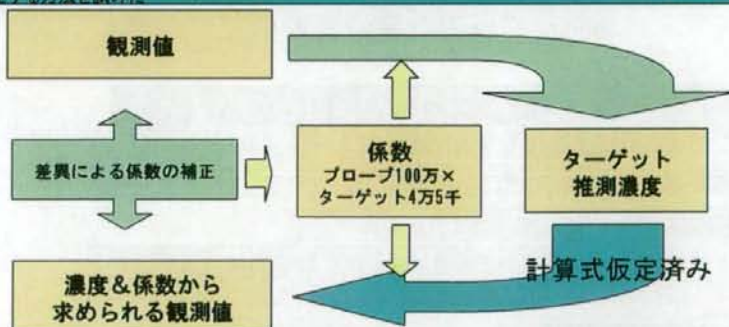 観測値
差異による係数の補正
係数
プローブ100万×
ターゲット4万5千
ターゲット
推測濃度
計算式仮定済み
濃度&係数から
求められる観測値